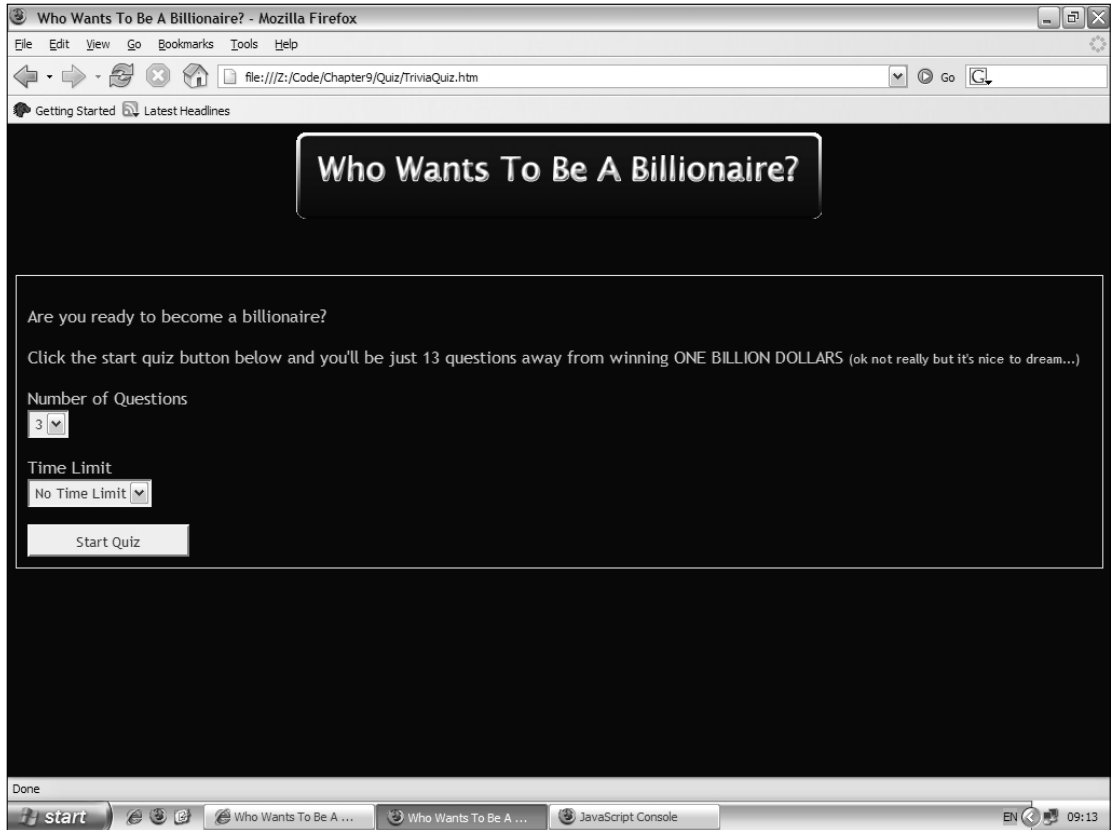 Who Wants To Be A Billionaire? - Mozilla Firefox
File Edit View Go Bookmarks Tools Help
file:///Z:/Code/Chapter9/Quiz/TriviaQuiz.htm Go G
Getting Started Latest Headlines
Who Wants To Be A Billionaire?
Are you ready to become a billionaire?
Click the start quiz button below and you'll be just 13 questions away from winning ONE BILLION DOLLARS (ok not really but it's nice to dream...)
Number of Questions
3
Time Limit
No Time Limit
Start Quiz
Done
start Who Wants To Be A ... Who Wants To Be A ... JavaScript Console EN 09:13